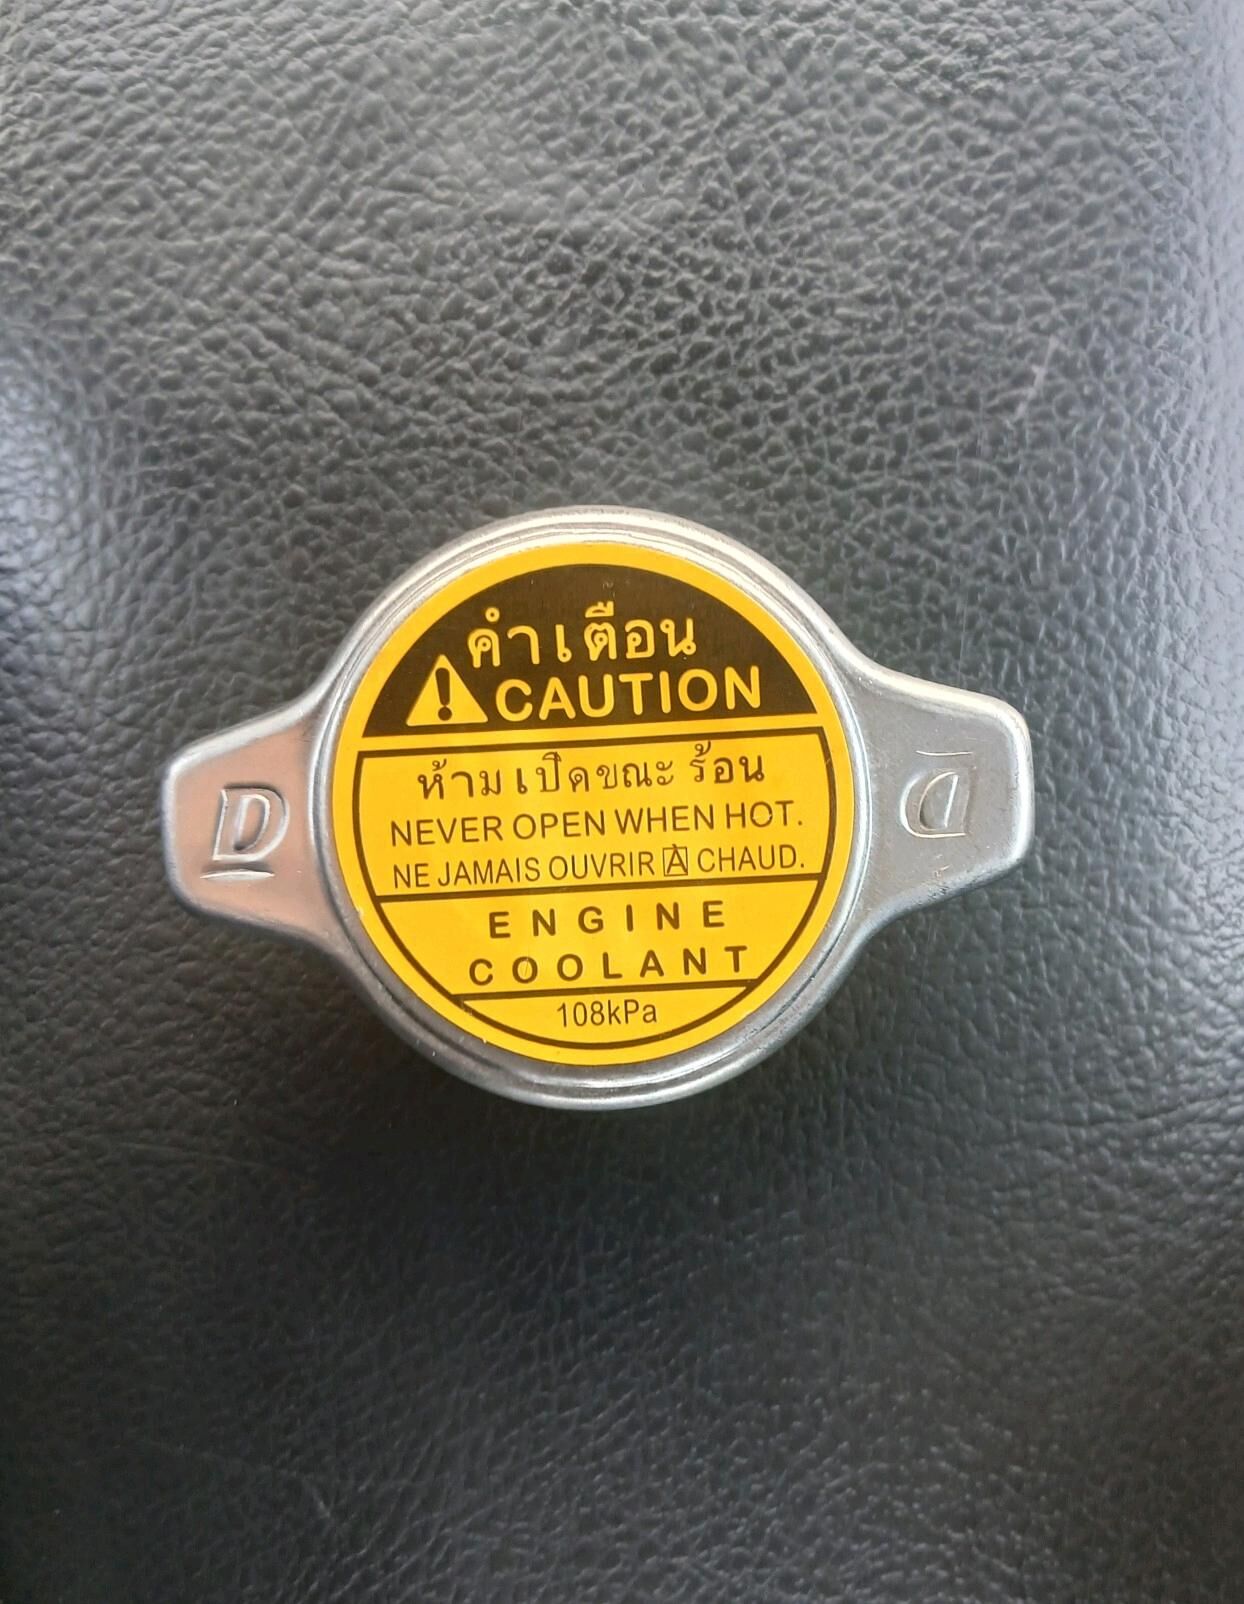 คำเตือน
CAUTION
ห้ามเปิดขณะร้อน
NEVER OPEN WHEN HOT.
NE JAMAIS OUVRIR À CHAUD.
ENGINE
COOLANT
108kPa
D
D